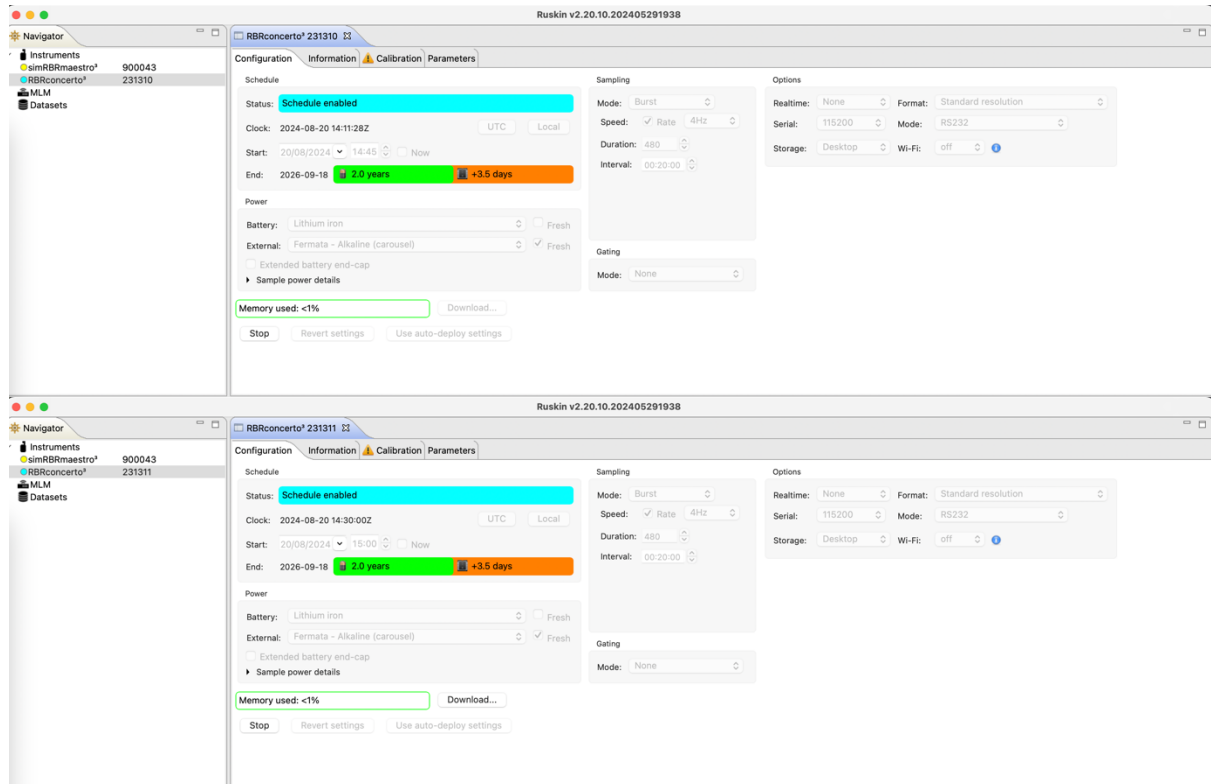 Ruskin v2.20.10.202405291938
Navigator
Instruments
simRBRmaestro³ 900043
RBRconcerto³ 231310
MLM
Datasets
RBRconcerto³ 231310
Configuration Information Calibration Parameters
Schedule
Status: Schedule enabled
Clock: 2024-08-20 14:11:28Z UTC Local
Start: 20/08/2024 14:45 Now
End: 2026-09-18 2.0 years +3.5 days
Power
Battery: Lithium iron Fresh
External: Fermata - Alkaline (carousel) Fresh
Extended battery end-cap
Sample power details
Memory used: <1% Download...
Stop Revert settings Use auto-deploy settings
Sampling
Mode: Burst
Speed: Rate 4Hz
Duration: 480
Interval: 00:20:00
Gating
Mode: None
Options
Realtime: None Format: Standard resolution
Serial: 115200 Mode: RS232
Storage: Desktop Wi-Fi: off
Ruskin v2.20.10.202405291938
Navigator
Instruments
simRBRmaestro³ 900043
RBRconcerto³ 231311
MLM
Datasets
RBRconcerto³ 231311
Configuration Information Calibration Parameters
Schedule
Status: Schedule enabled
Clock: 2024-08-20 14:30:00Z UTC Local
Start: 20/08/2024 15:00 Now
End: 2026-09-18 2.0 years +3.5 days
Power
Battery: Lithium iron Fresh
External: Fermata - Alkaline (carousel) Fresh
Extended battery end-cap
Sample power details
Memory used: <1% Download...
Stop Revert settings Use auto-deploy settings
Sampling
Mode: Burst
Speed: Rate 4Hz
Duration: 480
Interval: 00:20:00
Gating
Mode: None
Options
Realtime: None Format: Standard resolution
Serial: 115200 Mode: RS232
Storage: Desktop Wi-Fi: off